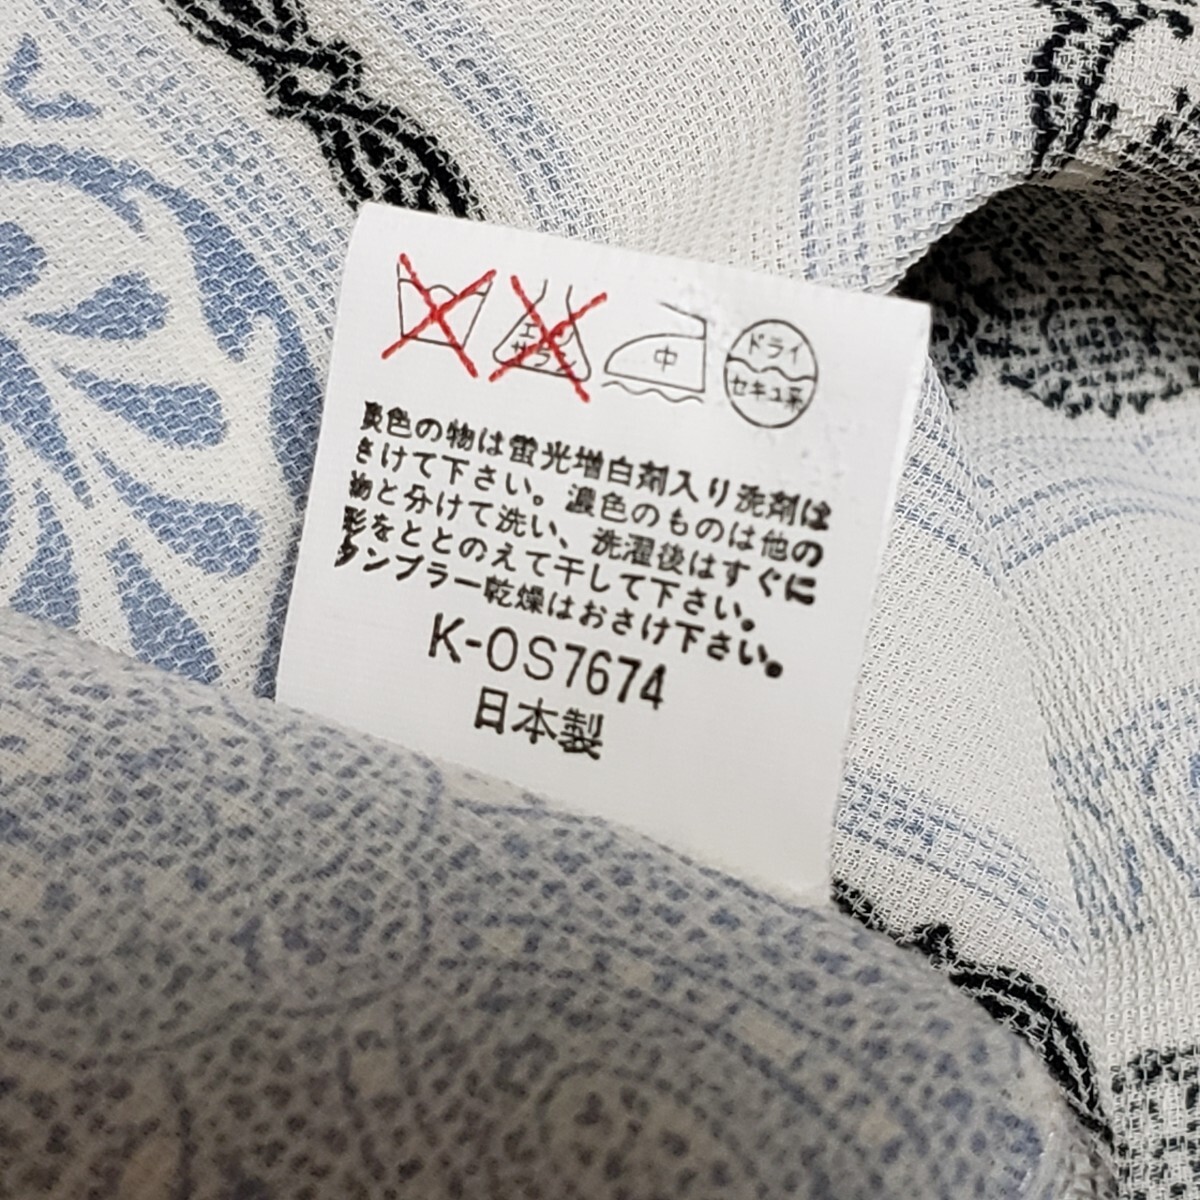 エンソ
サラシ
中
ドライ
セキユ系
淡色の物は蛍光増白剤入り洗剤は
さけて下さい。濃色のものは他の
物と分けて洗い、洗濯後はすぐに
形をととのえて干して下さい。
タンブラー乾燥はおさけ下さい。
K-OS7674
日本製